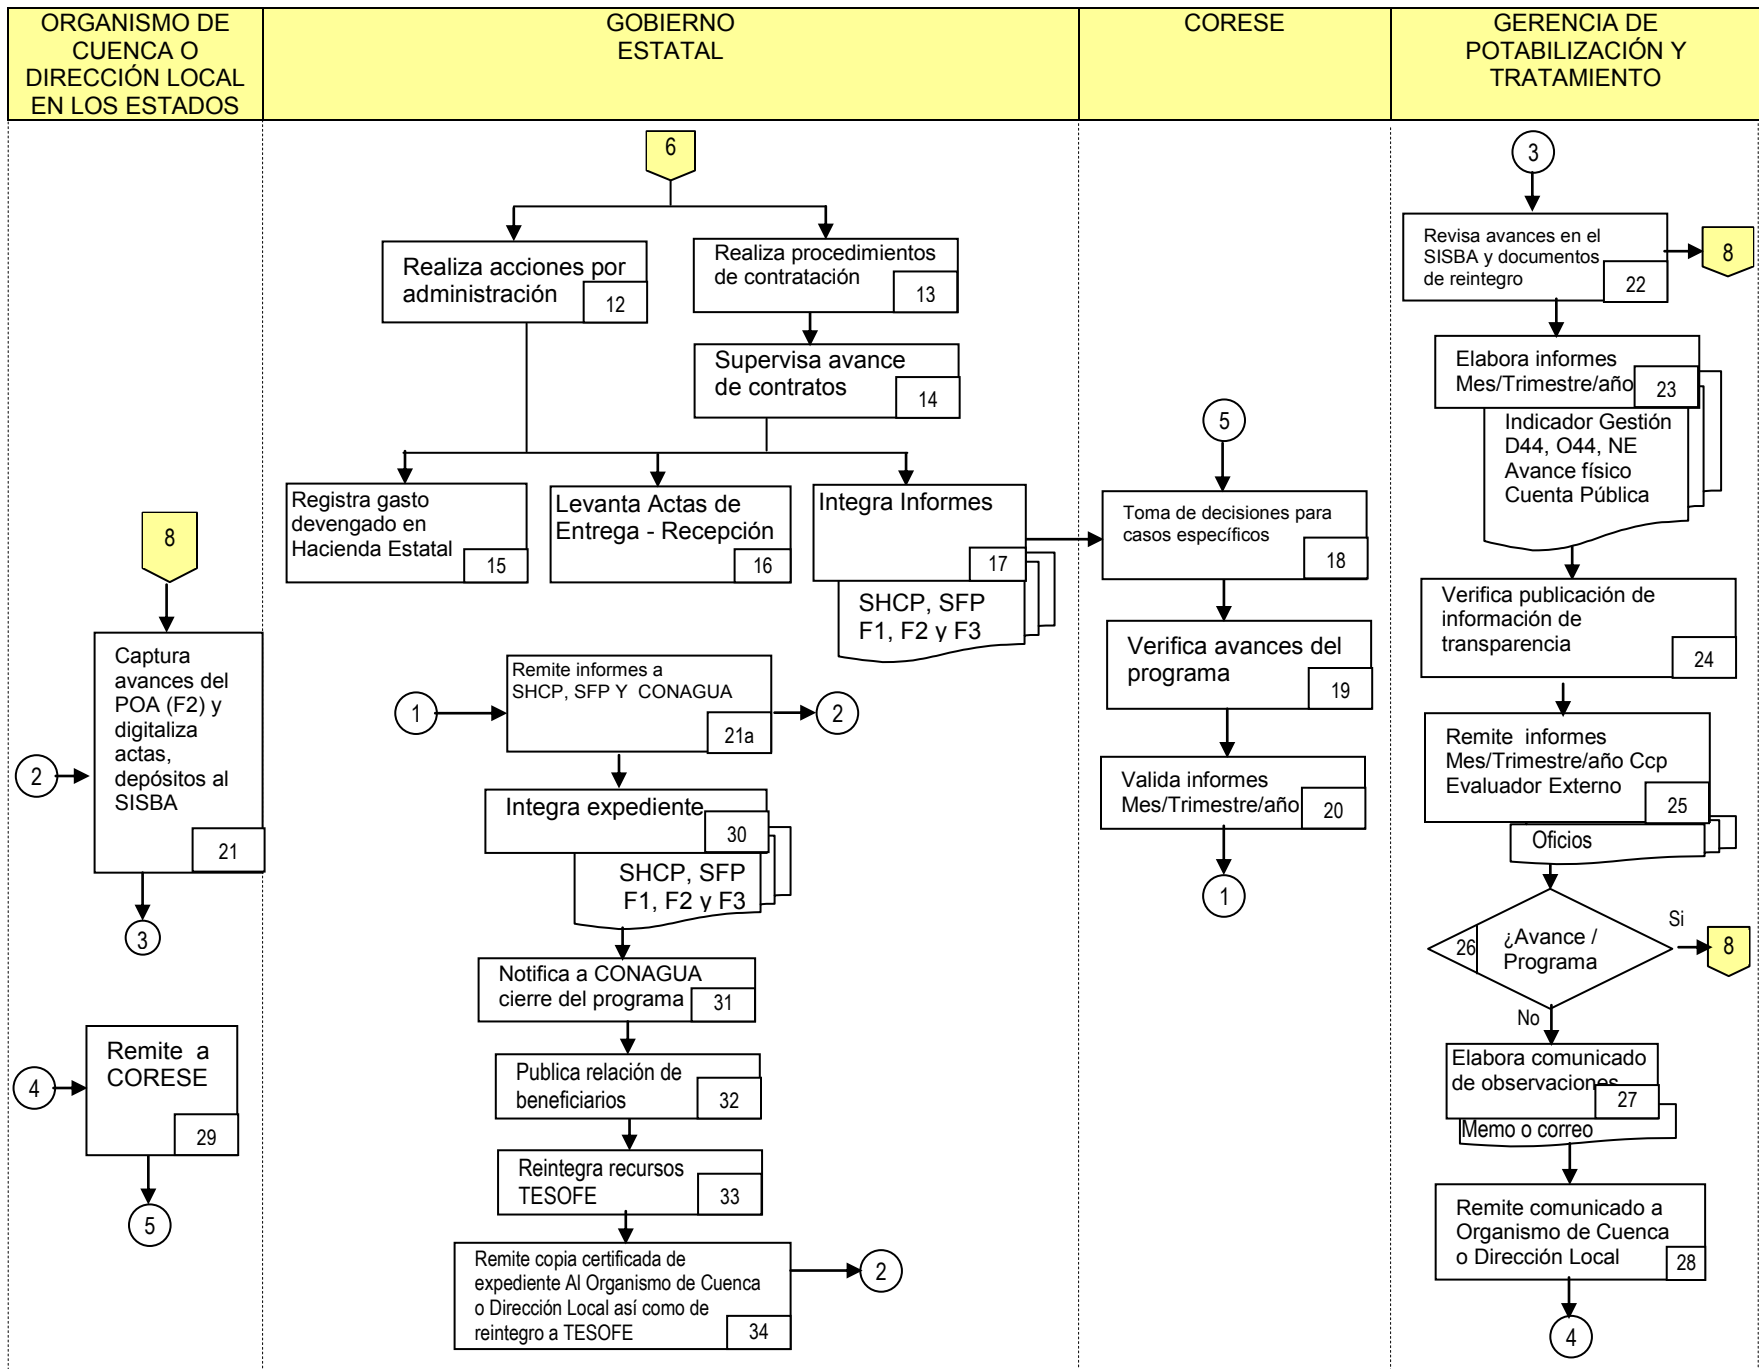 ORGANISMO DE
CUENCA O
DIRECCIÓN LOCAL
EN LOS ESTADOS
GOBIERNO
ESTATAL
CORESE
GERENCIA DE
POTABILIZACIÓN Y
TRATAMIENTO
8
Captura
avances del
POA (F2) y
digitaliza
actas,
depósitos al
SISBA
21
2
3
Remite a
CORESE
29
4
5
6
Realiza acciones por
administración
12
Realiza procedimientos
de contratación
13
Supervisa avance
de contratos
14
Registra gasto
devengado en
Hacienda Estatal
15
Levanta Actas de
Entrega - Recepción
16
Integra Informes
17
SHCP, SFP
F1, F2 y F3
1
Remite informes a
SHCP, SFP Y CONAGUA
21a
2
Integra expediente
30
SHCP, SFP
F1, F2 y F3
Notifica a CONAGUA
cierre del programa
31
Publica relación de
beneficiarios
32
Reintegra recursos
TESOFE
33
Remite copia certificada de
expediente Al Organismo de Cuenca
o Dirección Local así como de
reintegro a TESOFE
34
2
5
Toma de decisiones para
casos específicos
18
Verifica avances del
programa
19
Valida informes
Mes/Trimestre/año
20
1
3
Revisa avances en el
SISBA y documentos
de reintegro
22
8
Elabora informes
Mes/Trimestre/año
23
Indicador Gestión
D44, O44, NE
Avance físico
Cuenta Pública
Verifica publicación de
información de
transparencia
24
Remite informes
Mes/Trimestre/año Ccp
Evaluador Externo
25
Oficios
26
¿Avance /
Programa
Si
8
No
Elabora comunicado
de observaciones
27
Memo o correo
Remite comunicado a
Organismo de Cuenca
o Dirección Local
28
4